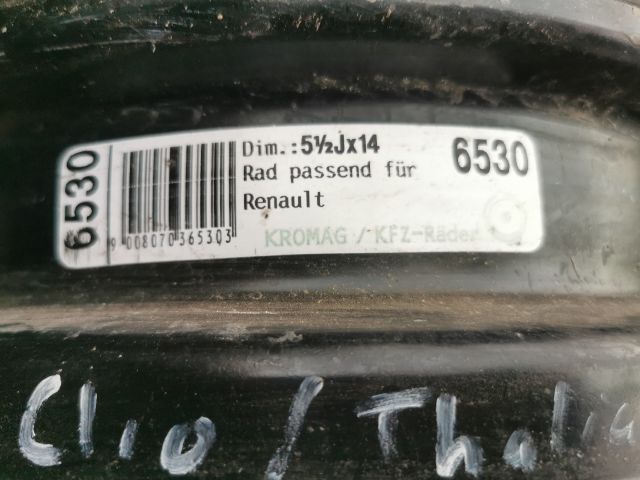 6530
Dim.:5½Jx14
6530
Rad passend für
Renault
9 008070 365303
KROMAG / KFZ-Räder
Clio / Thalia